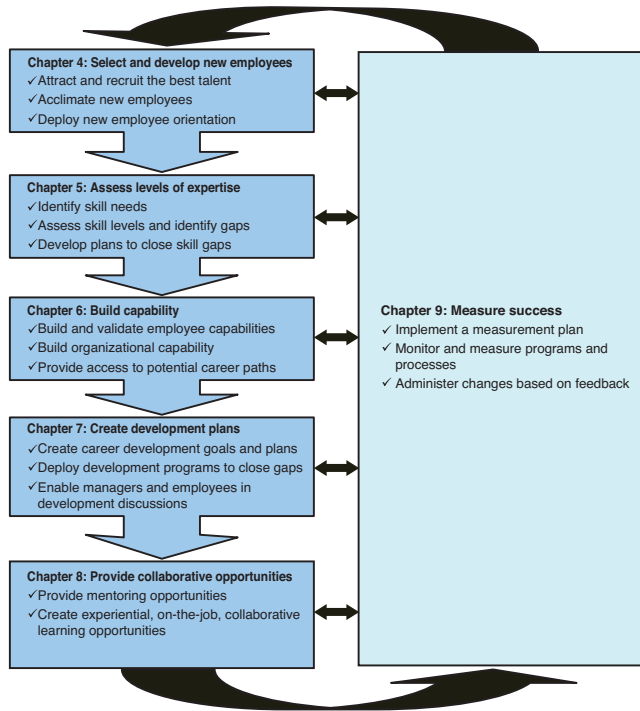 Chapter 4: Select and develop new employees
✓Attract and recruit the best talent
✓Acclimate new employees
✓Deploy new employee orientation
Chapter 5: Assess levels of expertise
✓Identify skill needs
✓Assess skill levels and identify gaps
✓Develop plans to close skill gaps
Chapter 6: Build capability
✓Build and validate employee capabilities
✓Build organizational capability
✓Provide access to potential career paths
Chapter 7: Create development plans
✓Create career development goals and plans
✓Deploy development programs to close gaps
✓Enable managers and employees in
development discussions
Chapter 8: Provide collaborative opportunities
✓Provide mentoring opportunities
✓Create experiential, on-the-job, collaborative
learning opportunities
Chapter 9: Measure success
✓ Implement a measurement plan
✓ Monitor and measure programs and
processes
✓ Administer changes based on feedback